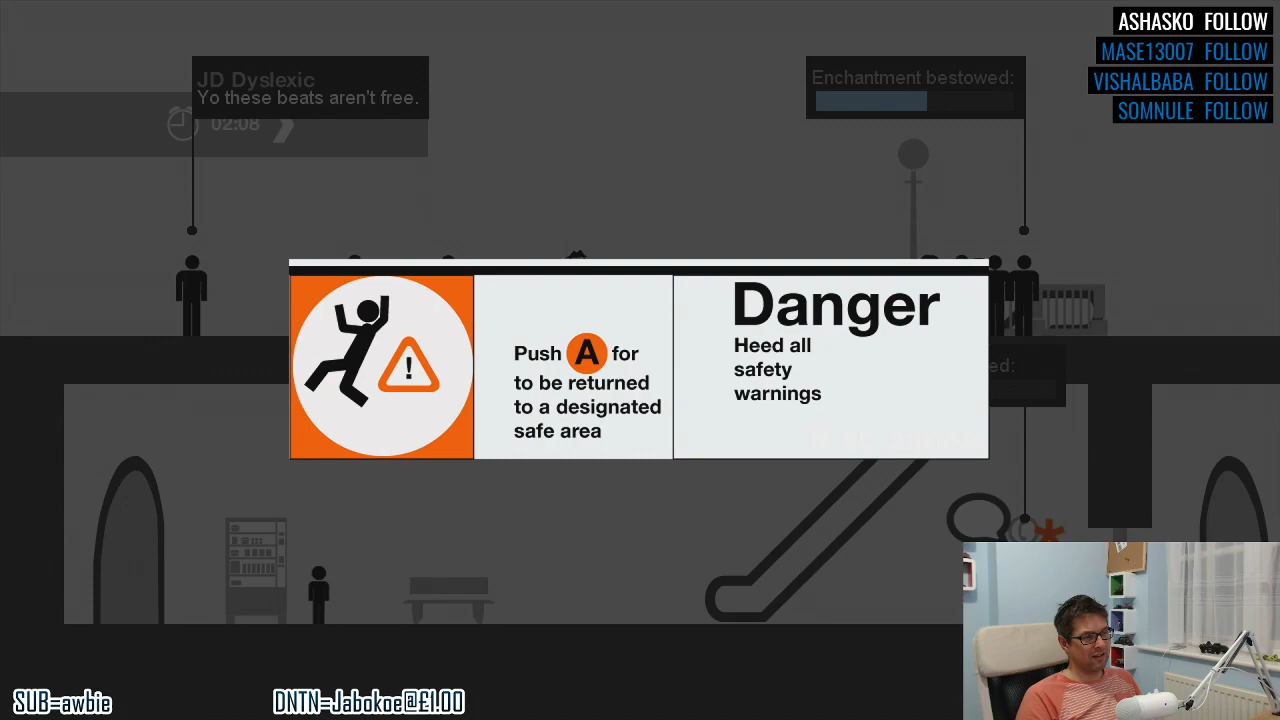 ASHASKO FOLLOW
MASE13007 FOLLOW
VISHALBABA FOLLOW
SOMNULE FOLLOW
JD Dyslexic
Yo these beats aren't free.
02:08
Enchantment bestowed:
Push A for
to be returned
to a designated
safe area
Danger
Heed all
safety
warnings
!
ed:
SUB=awbie
DNTN=Jabokoe@£1.00